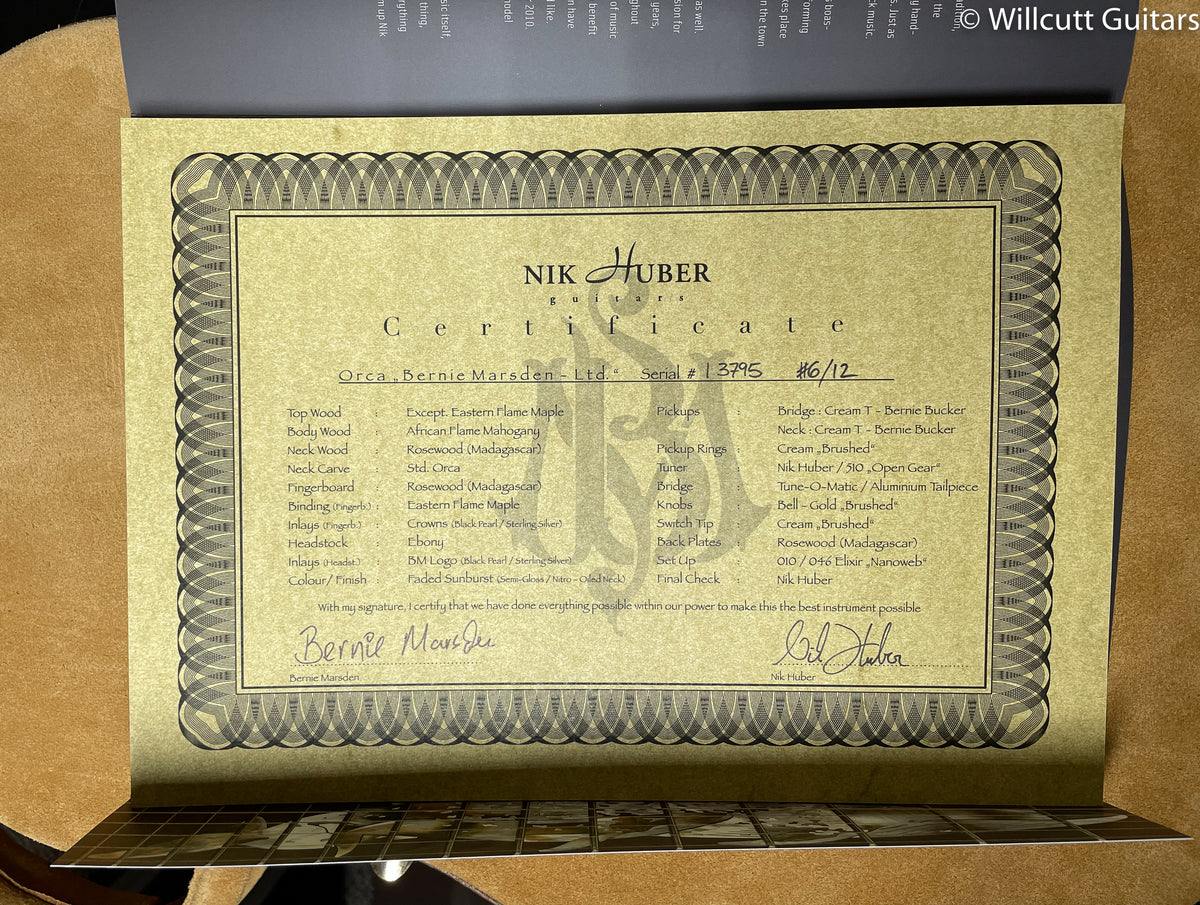 © Willcutt Guitars
NIK HUBER
guitars
Certificate
Orca „Bernie Marsden - Ltd.“ Serial # 1 3795 #6/12
Top Wood : Except. Eastern Flame Maple
Body Wood : African Flame Mahogany
Neck Wood : Rosewood (Madagascar)
Neck Carve : Std. Orca
Fingerboard : Rosewood (Madagascar)
Binding (Fingerb.) : Eastern Flame Maple
Inlays (Fingerb.) : Crowns (Black Pearl / Sterling Silver)
Headstock : Ebony
Inlays (Headst.) : BM Logo (Black Pearl / Sterling Silver)
Colour/ Finish : Faded Sunburst (Semi-Gloss / Nitro - Oiled Neck)
Pickups : Bridge : Cream T - Bernie Bucker
Neck : Cream T - Bernie Bucker
Pickup Rings : Cream „Brushed“
Tuner : Nik Huber / 510 „Open Gear“
Bridge : Tune-O-Matic / Aluminium Tailpiece
Knobs : Bell - Gold „Brushed“
Switch Tip : Cream „Brushed“
Back Plates : Rosewood (Madagascar)
Set Up : 010 / 046 Elixir „Nanoweb“
Final Check : Nik Huber
With my signature, I certify that we have done everything possible within our power to make this the best instrument possible
Bernie Marsden
Nik Huber
Bernie Marsden
Nik Huber